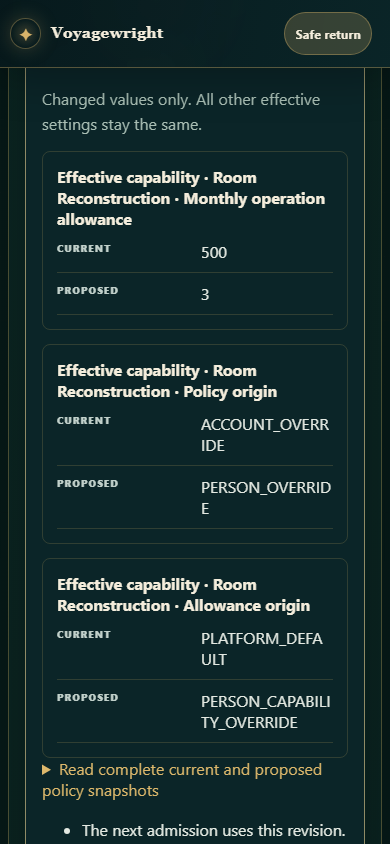 Voyagewright
Safe return
Changed values only. All other effective
settings stay the same.
Effective capability · Room
Reconstruction · Monthly operation
allowance
CURRENT
500
PROPOSED
3
Effective capability · Room
Reconstruction · Policy origin
CURRENT
ACCOUNT_OVERR
IDE
PROPOSED
PERSON_OVERRID
E
Effective capability · Room
Reconstruction · Allowance origin
CURRENT
PLATFORM_DEFA
ULT
PROPOSED
PERSON_CAPABILI
TY_OVERRIDE
Read complete current and proposed
policy snapshots
The next admission uses this revision.